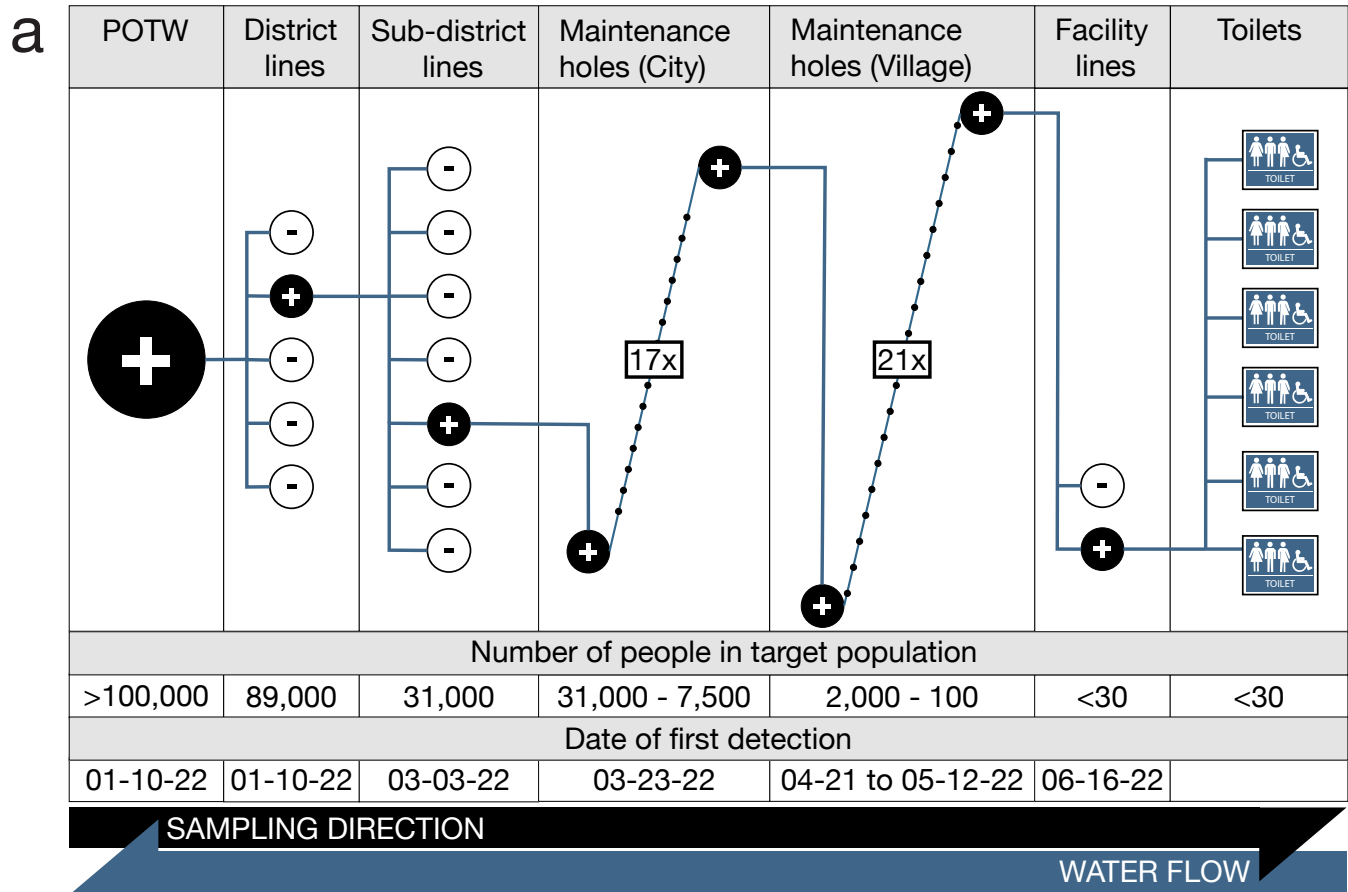 a
POTW
District
lines
Sub-district
lines
Maintenance
holes (City)
Maintenance
holes (Village)
Facility
lines
Toilets
+
-
+
-
-
-
-
-
-
-
+
-
-
+
17x
+
+
21x
+
-
+
TOILET
TOILET
TOILET
TOILET
TOILET
TOILET
Number of people in target population
>100,000 89,000 31,000 31,000 - 7,500 2,000 - 100 <30 <30
Date of first detection
01-10-22 01-10-22 03-03-22 03-23-22 04-21 to 05-12-22 06-16-22
SAMPLING DIRECTION
WATER FLOW